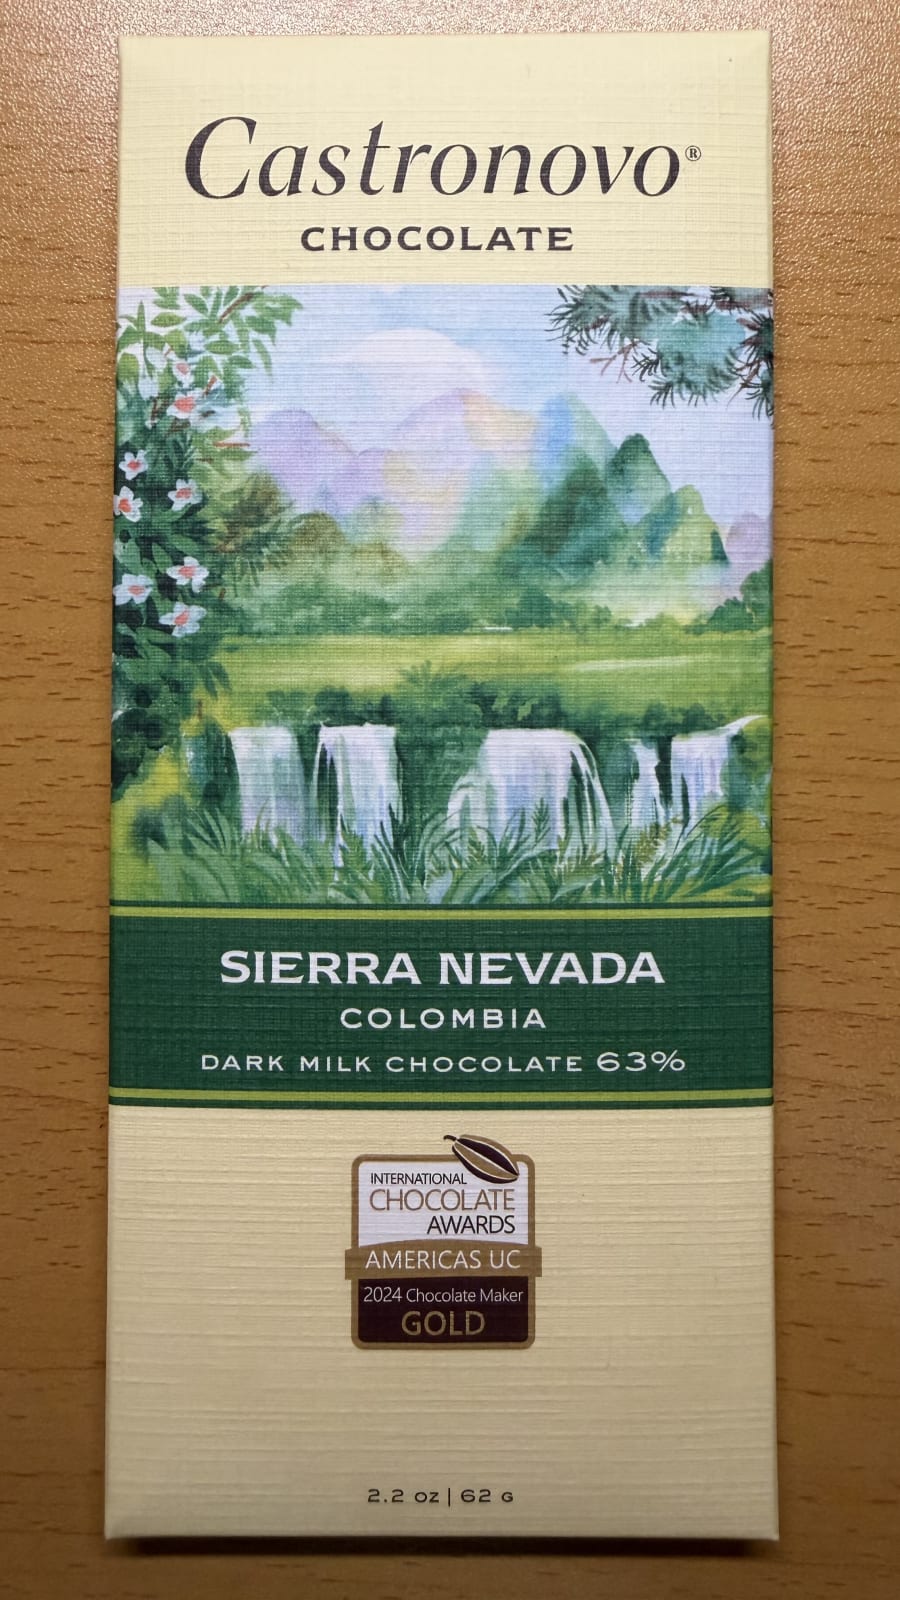 Castronovo®
CHOCOLATE
SIERRA NEVADA
COLOMBIA
DARK MILK CHOCOLATE 63%
INTERNATIONAL
CHOCOLATE
AWARDS
AMERICAS UC
2024 Chocolate Maker
GOLD
2.2 oz | 62 G